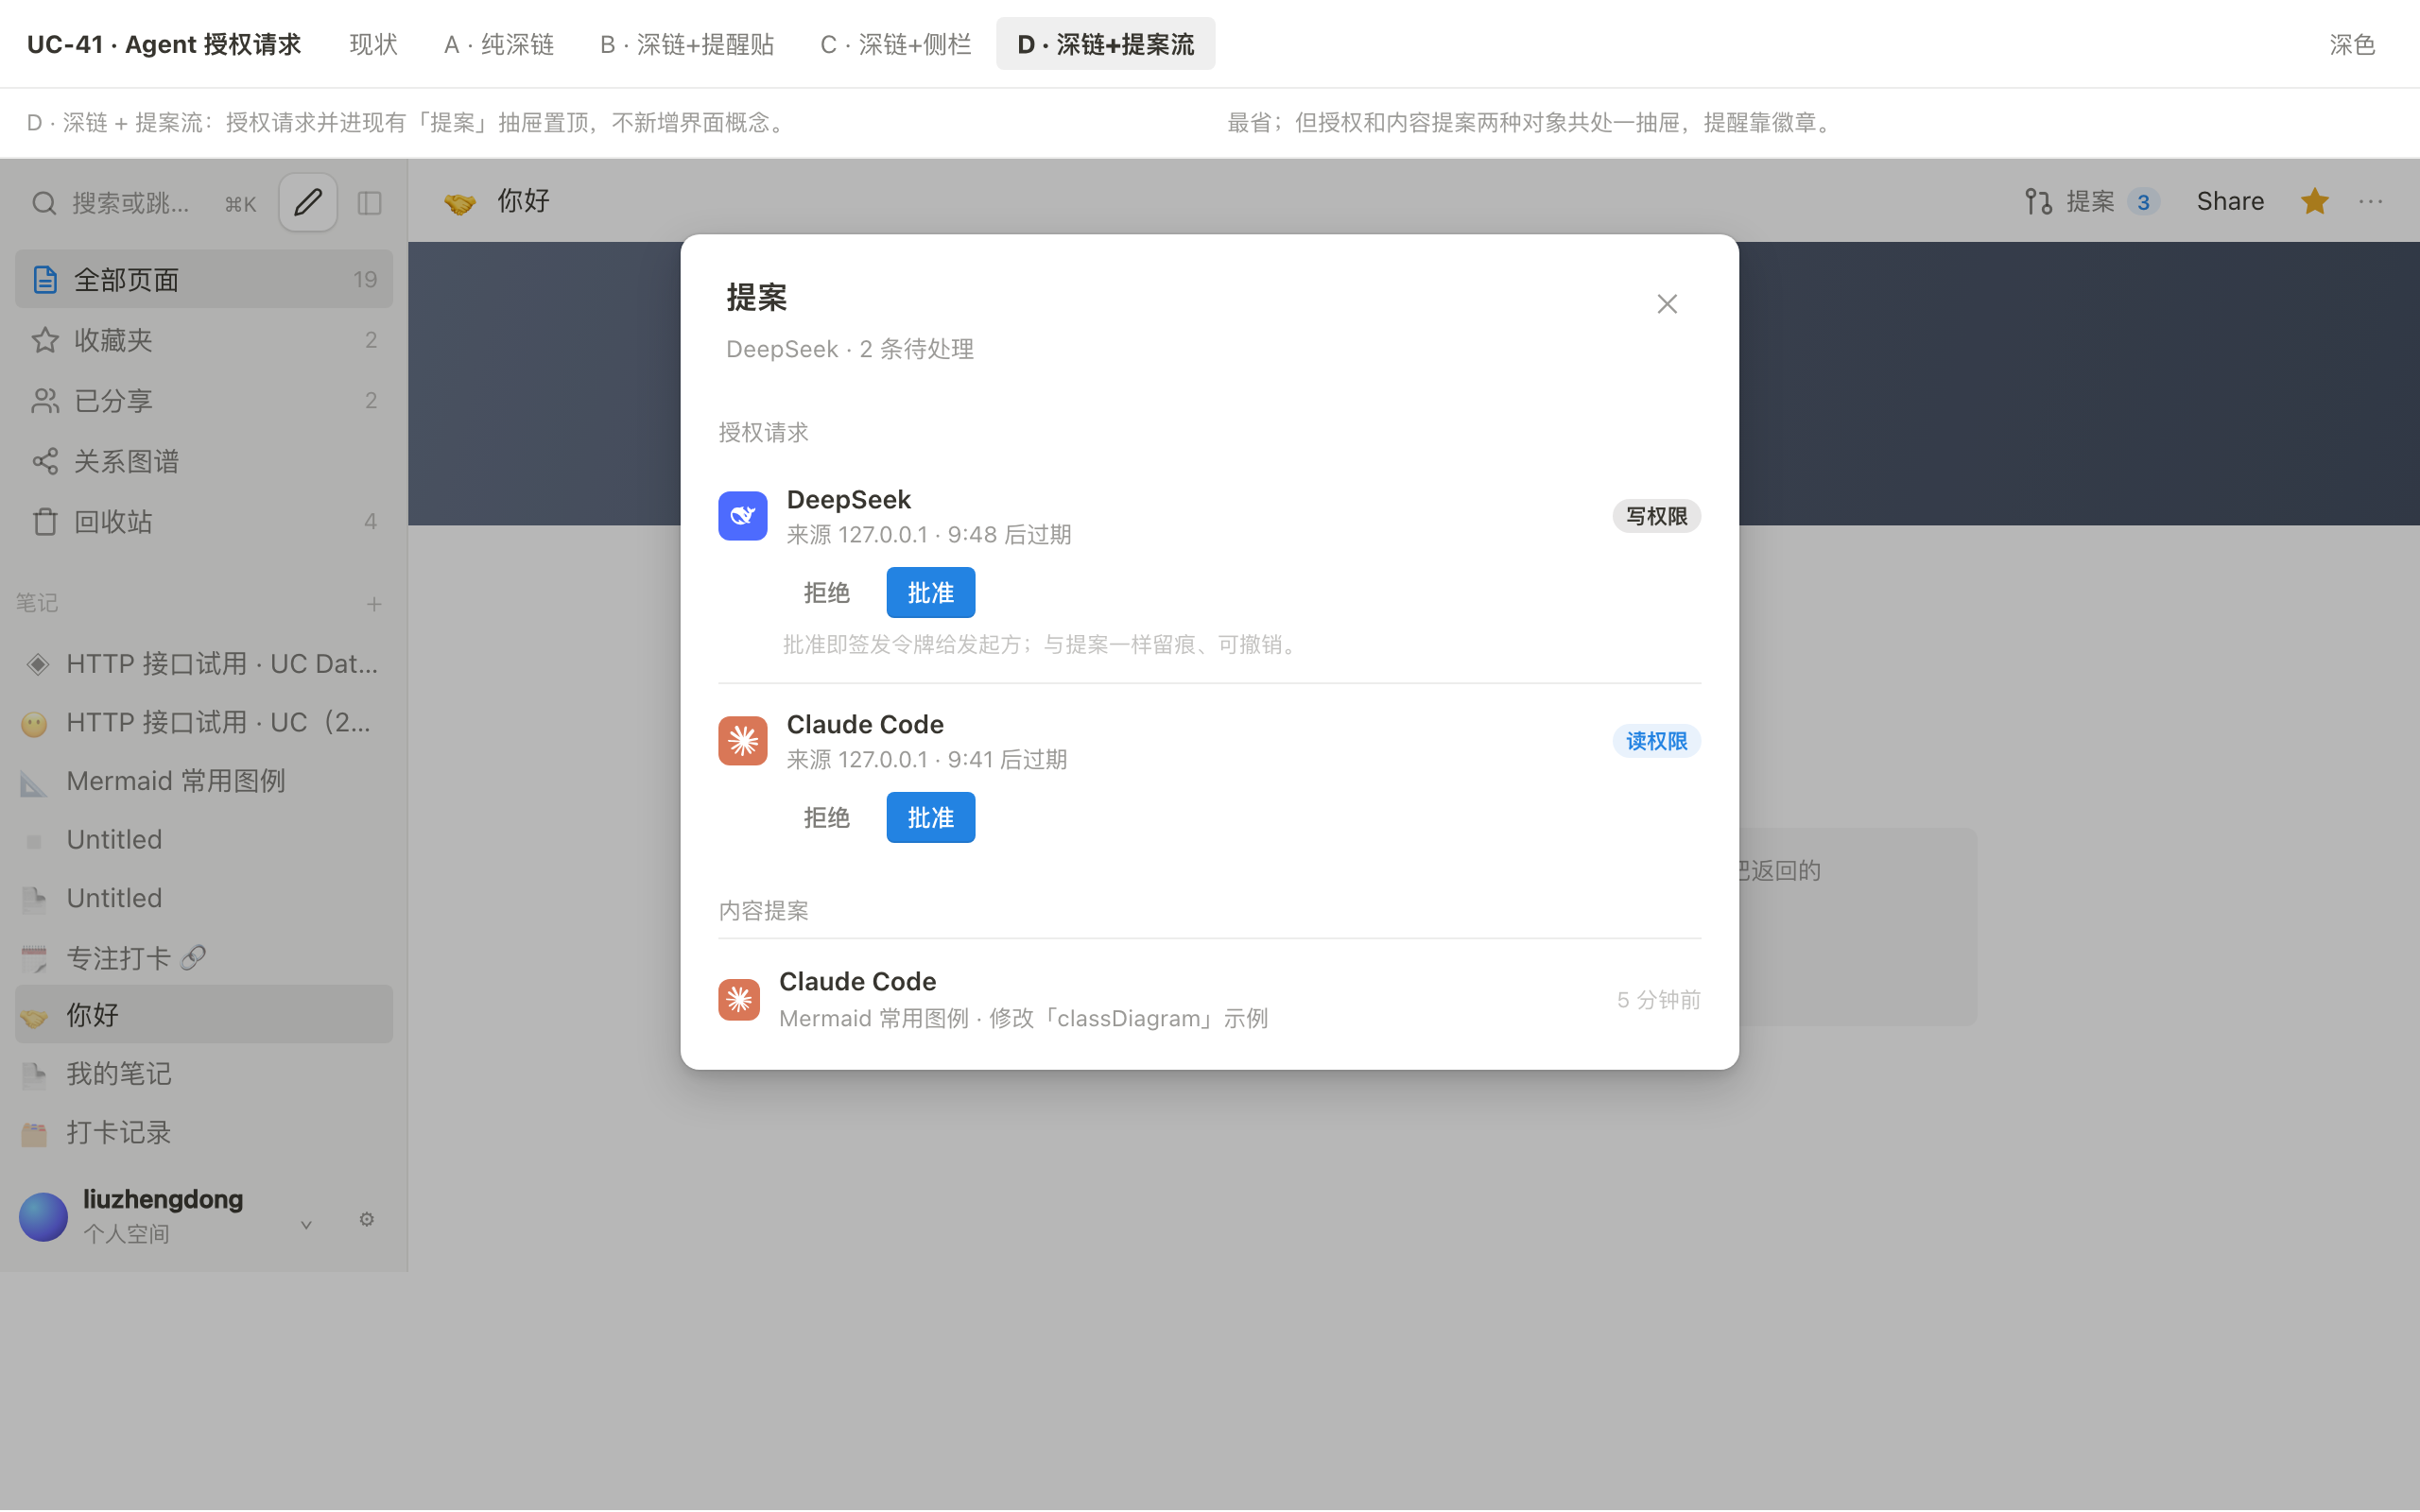 UC-41 · Agent 授权请求
现状
A · 纯深链
B · 深链+提醒贴
C · 深链+侧栏
D · 深链+提案流
深色
D · 深链 + 提案流：授权请求并进现有「提案」抽屉置顶，不新增界面概念。
最省；但授权和内容提案两种对象共处一抽屉，提醒靠徽章。
搜索或跳... ⌘K
全部页面 19
收藏夹 2
已分享 2
关系图谱
回收站 4
笔记 +
HTTP 接口试用 · UC Dat...
HTTP 接口试用 · UC（2...
Mermaid 常用图例
Untitled
Untitled
专注打卡
你好
我的笔记
打卡记录
liuzhengdong
个人空间
你好
提案 3
Share
提案
DeepSeek · 2 条待处理
授权请求
DeepSeek
来源 127.0.0.1 · 9:48 后过期
写权限
拒绝
批准
批准即签发令牌给发起方；与提案一样留痕、可撤销。
Claude Code
来源 127.0.0.1 · 9:41 后过期
读权限
拒绝
批准
内容提案
Claude Code
Mermaid 常用图例 · 修改「classDiagram」示例
5 分钟前
把返回的